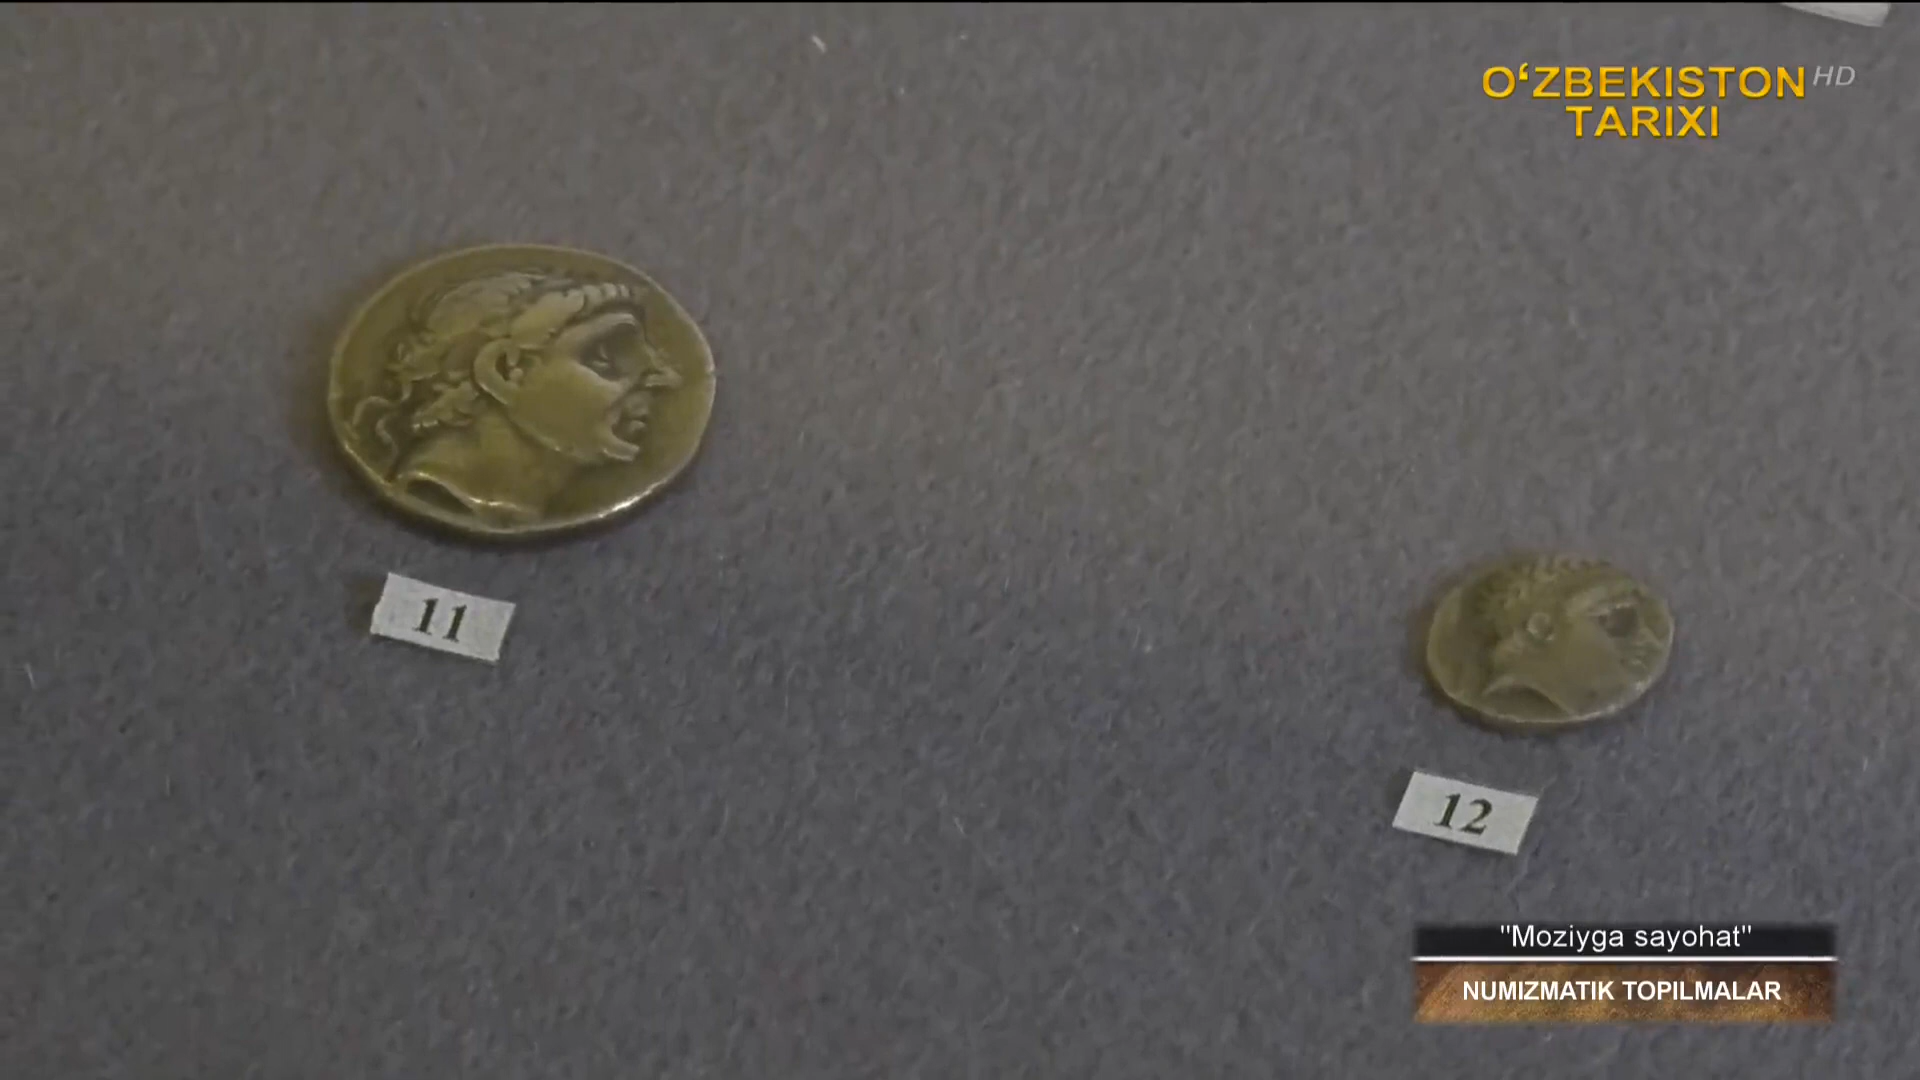 O‘ZBEKISTON HD
TARIXI
11
12
"Moziyga sayohat"
NUMIZMATIK TOPILMALAR